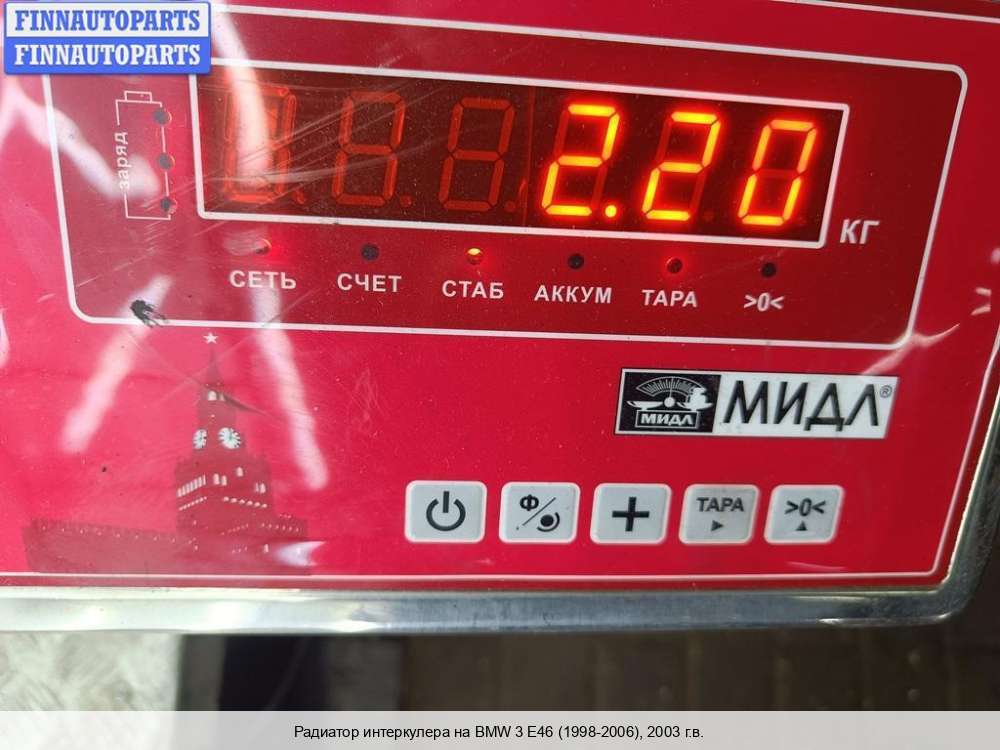 FINNAUTOPARTS
FINNAUTOPARTS
заряд
2.20
КГ
СЕТЬ СЧЕТ СТАБ АККУМ ТАРА >0<
МИДЛ МИДЛ®
Ф ТАРА >0<
Радиатор интеркулера на BMW 3 E46 (1998-2006), 2003 г.в.